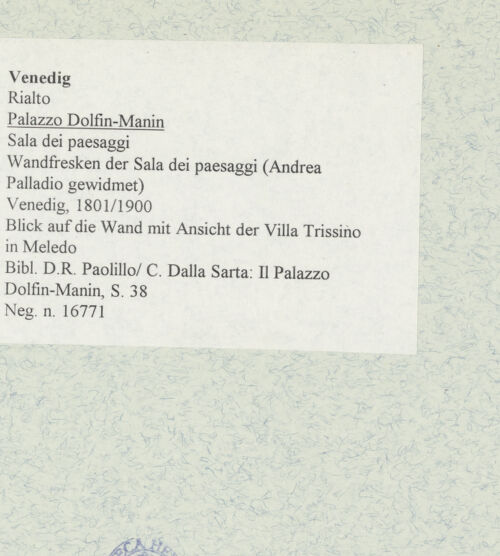 Venedig
Rialto
Palazzo Dolfin-Manin
Sala dei paesaggi
Wandfresken der Sala dei paesaggi (Andrea
Palladio gewidmet)
Venedig, 1801/1900
Blick auf die Wand mit Ansicht der Villa Trissino
in Meledo
Bibl. D.R. Paolillo/ C. Dalla Sarta: Il Palazzo
Dolfin-Manin, S. 38
Neg. n. 16771